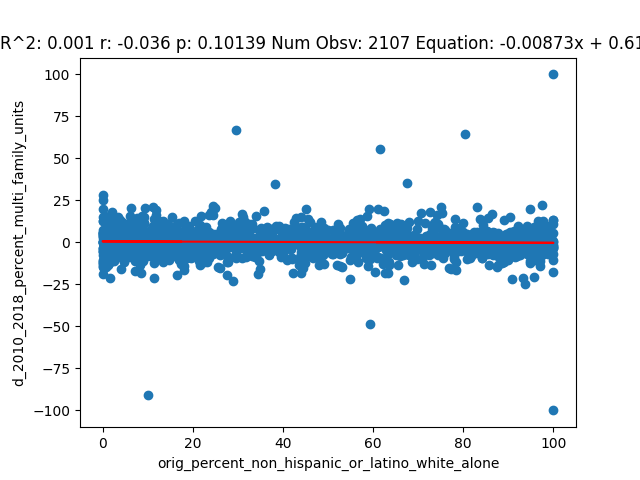 R^2: 0.001 r: -0.036 p: 0.10139 Num Obsv: 2107 Equation: -0.00873x + 0.61
d_2010_2018_percent_multi_family_units
100
75
50
25
0
−25
−50
−75
−100
0 20 40 60 80 100
orig_percent_non_hispanic_or_latino_white_alone